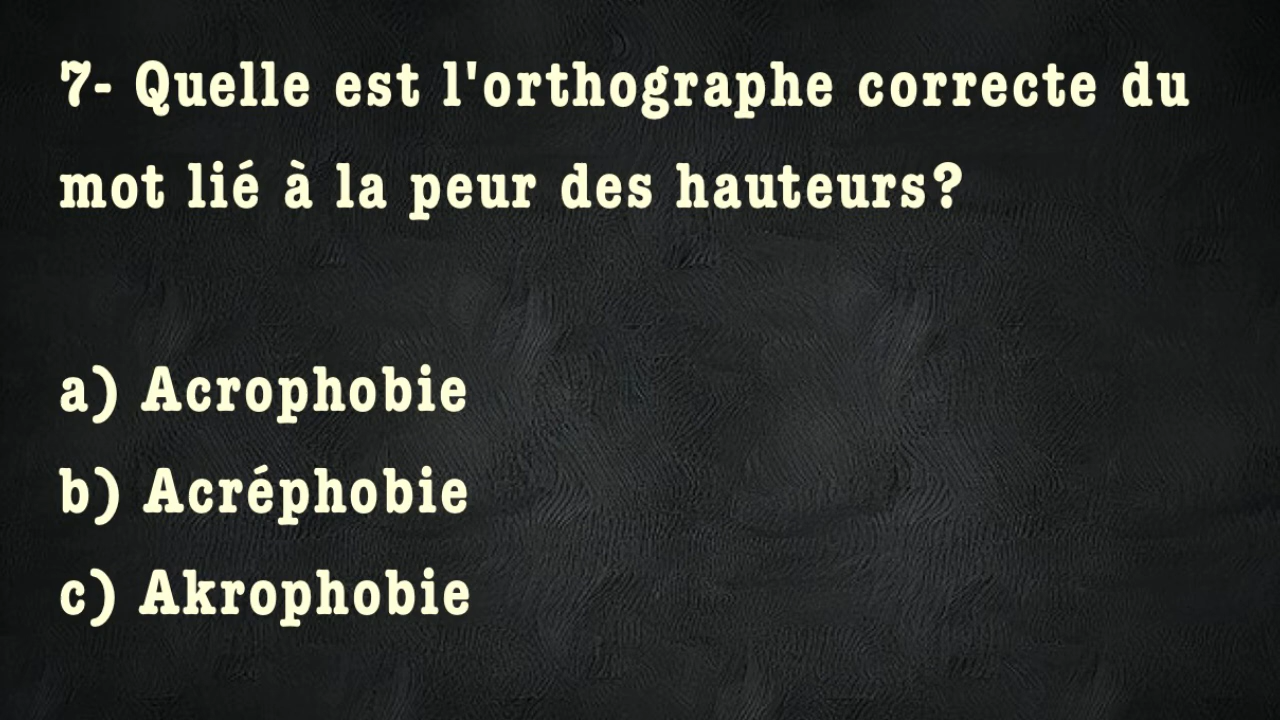 7- Quelle est l'orthographe correcte du
mot lié à la peur des hauteurs?
a) Acrophobie
b) Acréphobie
c) Akrophobie